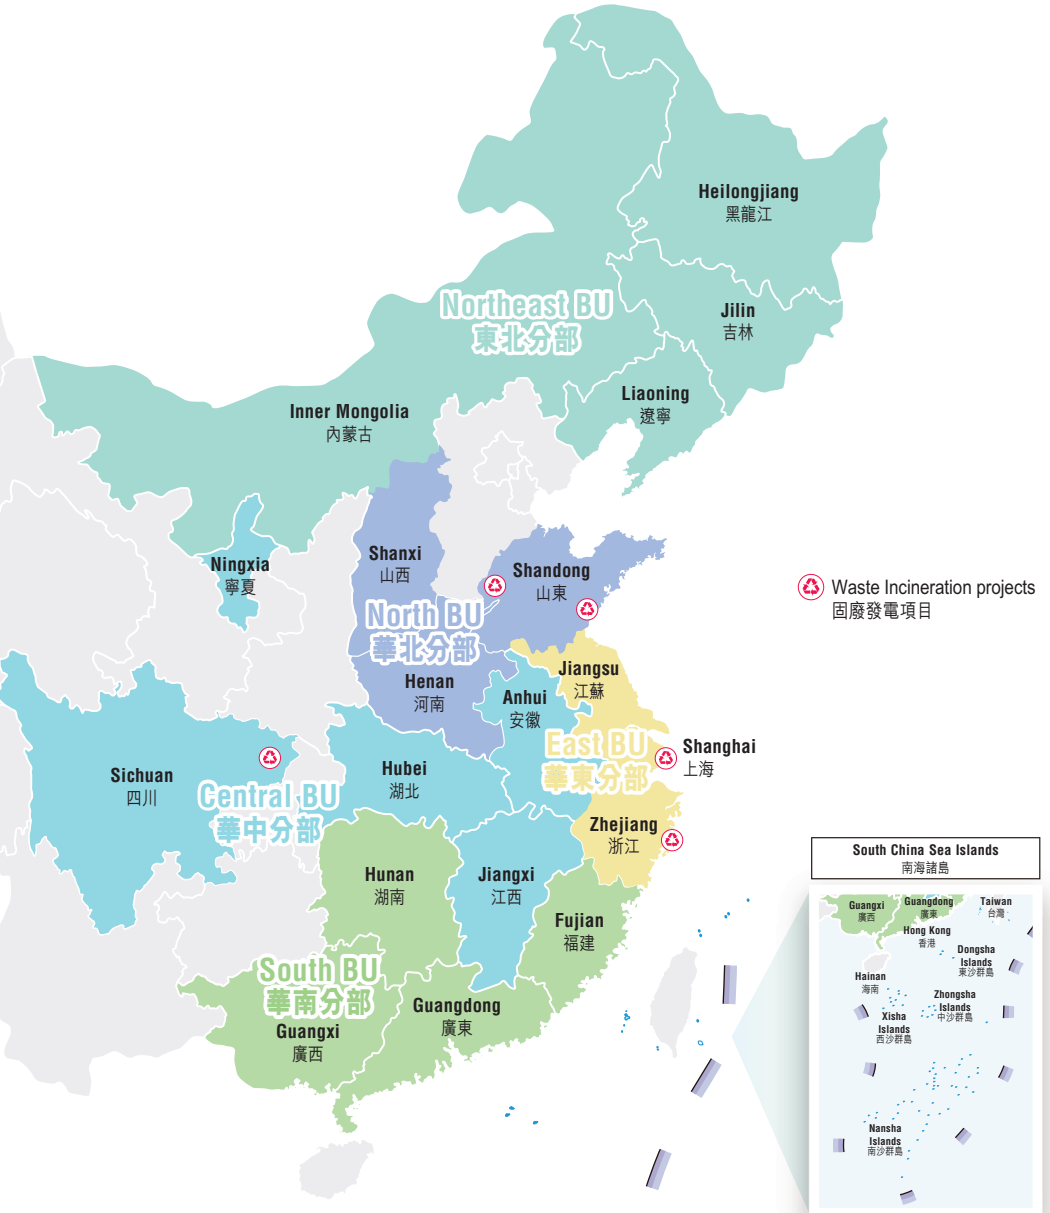 Heilongjiang
黑龍江
Northeast BU
東北分部
Jilin
吉林
Liaoning
遼寧
Inner Mongolia
內蒙古
Shanxi
山西
Ningxia
寧夏
Shandong
山東
Waste Incineration projects
固廢發電項目
North BU
華北分部
Henan
河南
Jiangsu
江蘇
Anhui
安徽
East BU
華東分部
Shanghai
上海
Sichuan
四川
Central BU
華中分部
Hubei
湖北
Zhejiang
浙江
Hunan
湖南
Jiangxi
江西
Fujian
福建
South BU
華南分部
Guangxi
廣西
Guangdong
廣東
South China Sea Islands
南海諸島
Guangxi
廣西
Guangdong
廣東
Taiwan
台灣
Hong Kong
香港
Dongsha
Islands
東沙群島
Hainan
海南
Zhongsha
Islands
中沙群島
Xisha
Islands
西沙群島
Nansha
Islands
南沙群島